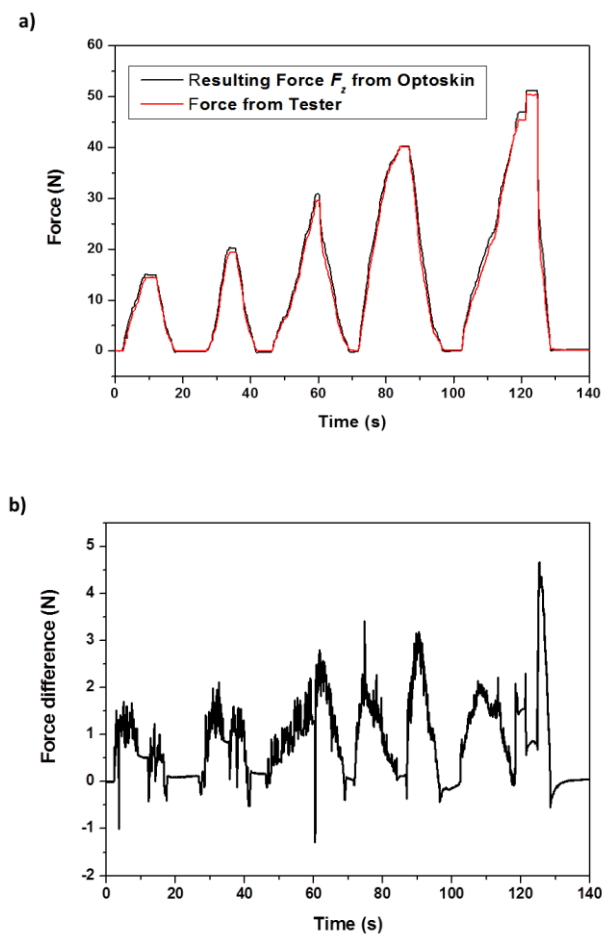 a)
60
50
40
30
20
10
0
Force (N)
Resulting Force Fz from Optoskin
Force from Tester
0 20 40 60 80 100 120 140
Time (s)
b)
5
4
3
2
1
0
-1
-2
Force difference (N)
0 20 40 60 80 100 120 140
Time (s)